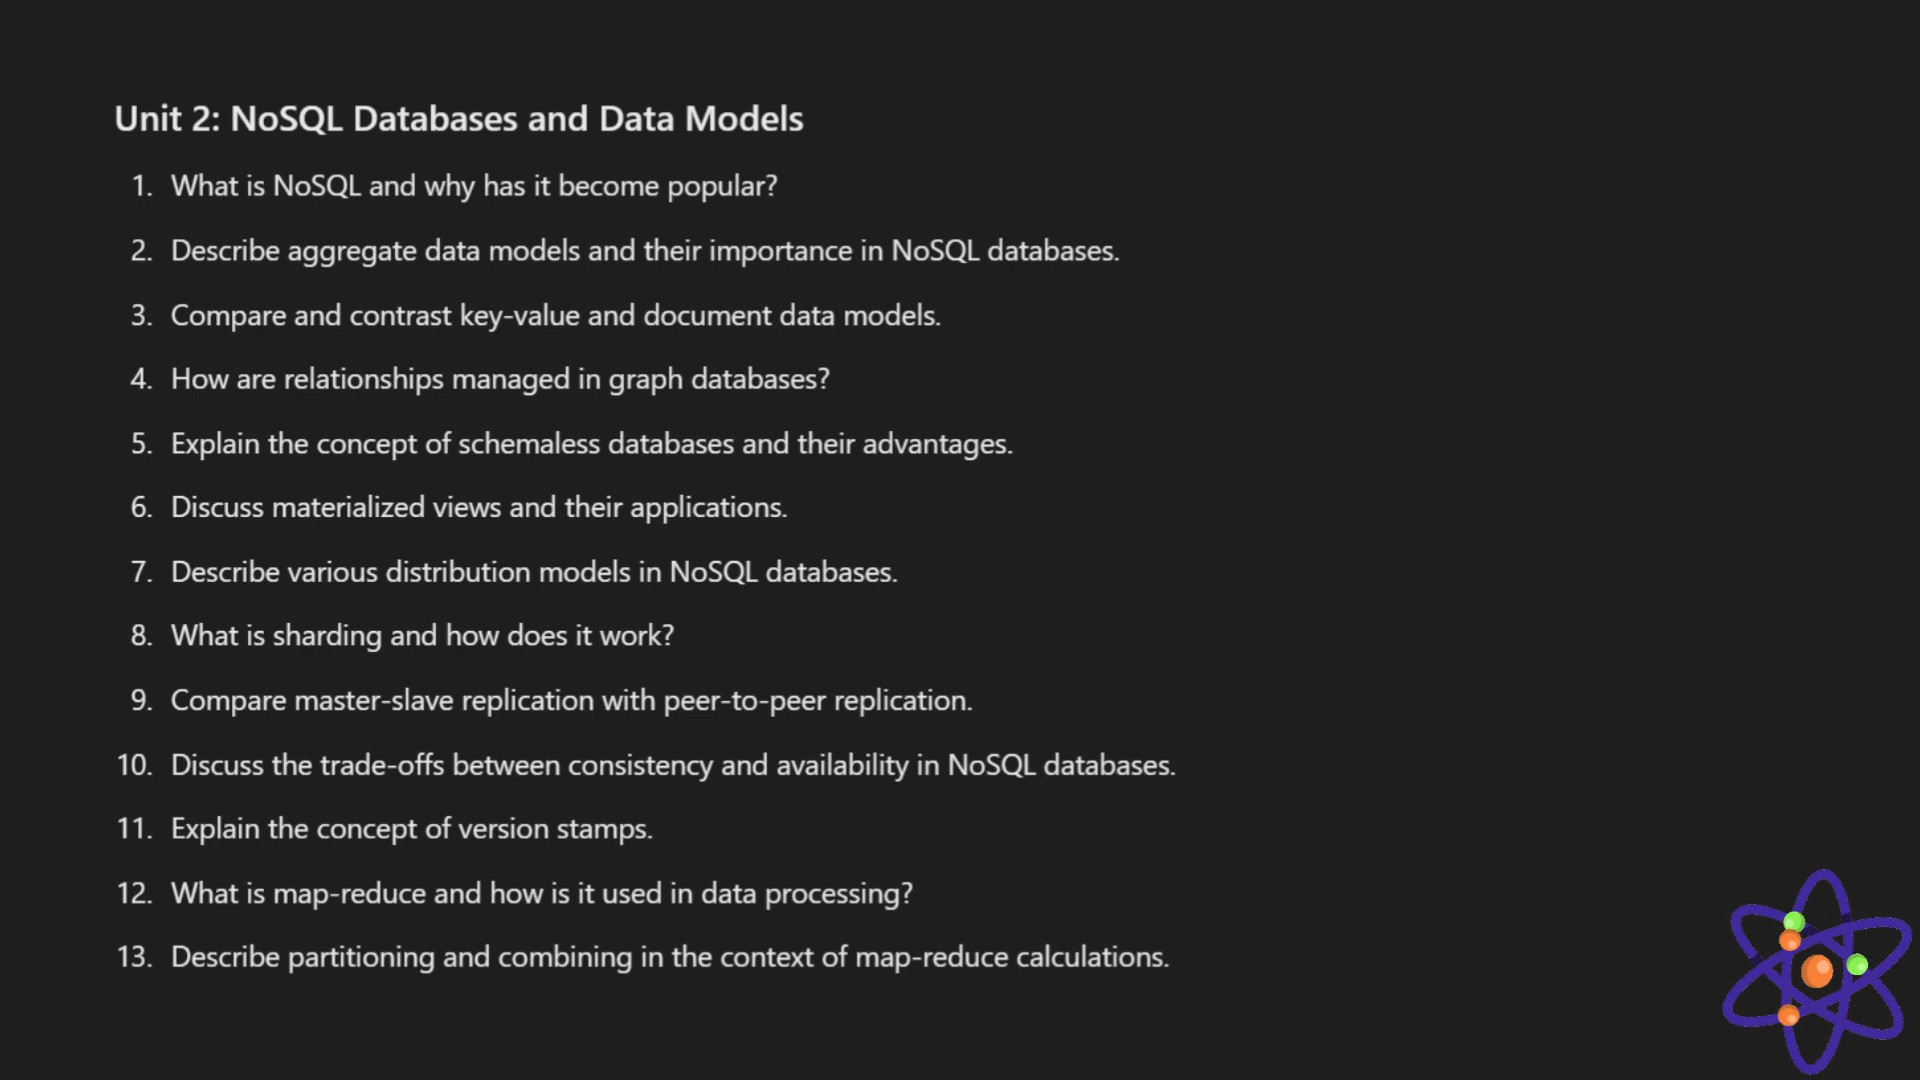 Unit 2: NoSQL Databases and Data Models
1. What is NoSQL and why has it become popular?
2. Describe aggregate data models and their importance in NoSQL databases.
3. Compare and contrast key-value and document data models.
4. How are relationships managed in graph databases?
5. Explain the concept of schemaless databases and their advantages.
6. Discuss materialized views and their applications.
7. Describe various distribution models in NoSQL databases.
8. What is sharding and how does it work?
9. Compare master-slave replication with peer-to-peer replication.
10. Discuss the trade-offs between consistency and availability in NoSQL databases.
11. Explain the concept of version stamps.
12. What is map-reduce and how is it used in data processing?
13. Describe partitioning and combining in the context of map-reduce calculations.